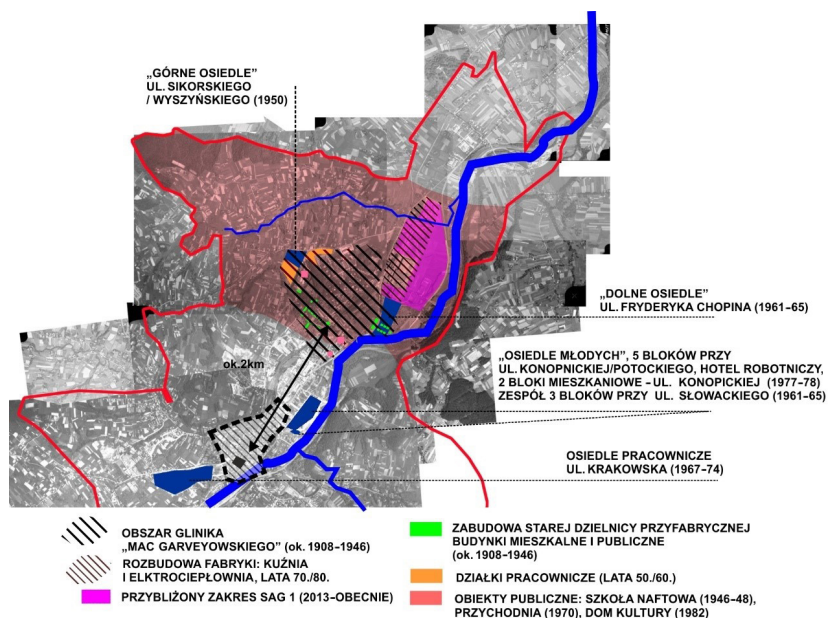 „GÓRNE OSIEDLE”
UL. SIKORSKIEGO
/ WYSZYŃSKIEGO (1950)
„DOLNE OSIEDLE”
UL. FRYDERYKA CHOPINA (1961–65)
„OSIEDLE MŁODYCH”, 5 BLOKÓW PRZY
UL. KONOPNICKIEJ/POTOCKIEGO, HOTEL ROBOTNICZY,
2 BLOKI MIESZKANIOWE – UL. KONOPICKIEJ (1977–78)
ZESPÓŁ 3 BLOKÓW PRZY UL. SŁOWACKIEGO (1961-65)
ok.2km
OSIEDLE PRACOWNICZE
UL. KRAKOWSKA (1967–74)
OBSZAR GLINIKA
„MAC GARVEYOWSKIEGO” (ok. 1908–1946)
ROZBUDOWA FABRYKI: KUŹNIA
I ELKTROCIEPŁOWNIA, LATA 70./80.
PRZYBLIŻONY ZAKRES SAG 1 (2013–OBECNIE)
ZABUDOWA STAREJ DZIELNICY PRZYFABRYCZNEJ
BUDYNKI MIESZKALNE I PUBLICZNE
(ok. 1908–1946)
DZIAŁKI PRACOWNICZE (LATA 50./60.)
OBIEKTY PUBLICZNE: SZKOŁA NAFTOWA (1946–48),
PRZYCHODNIA (1970), DOM KULTURY (1982)